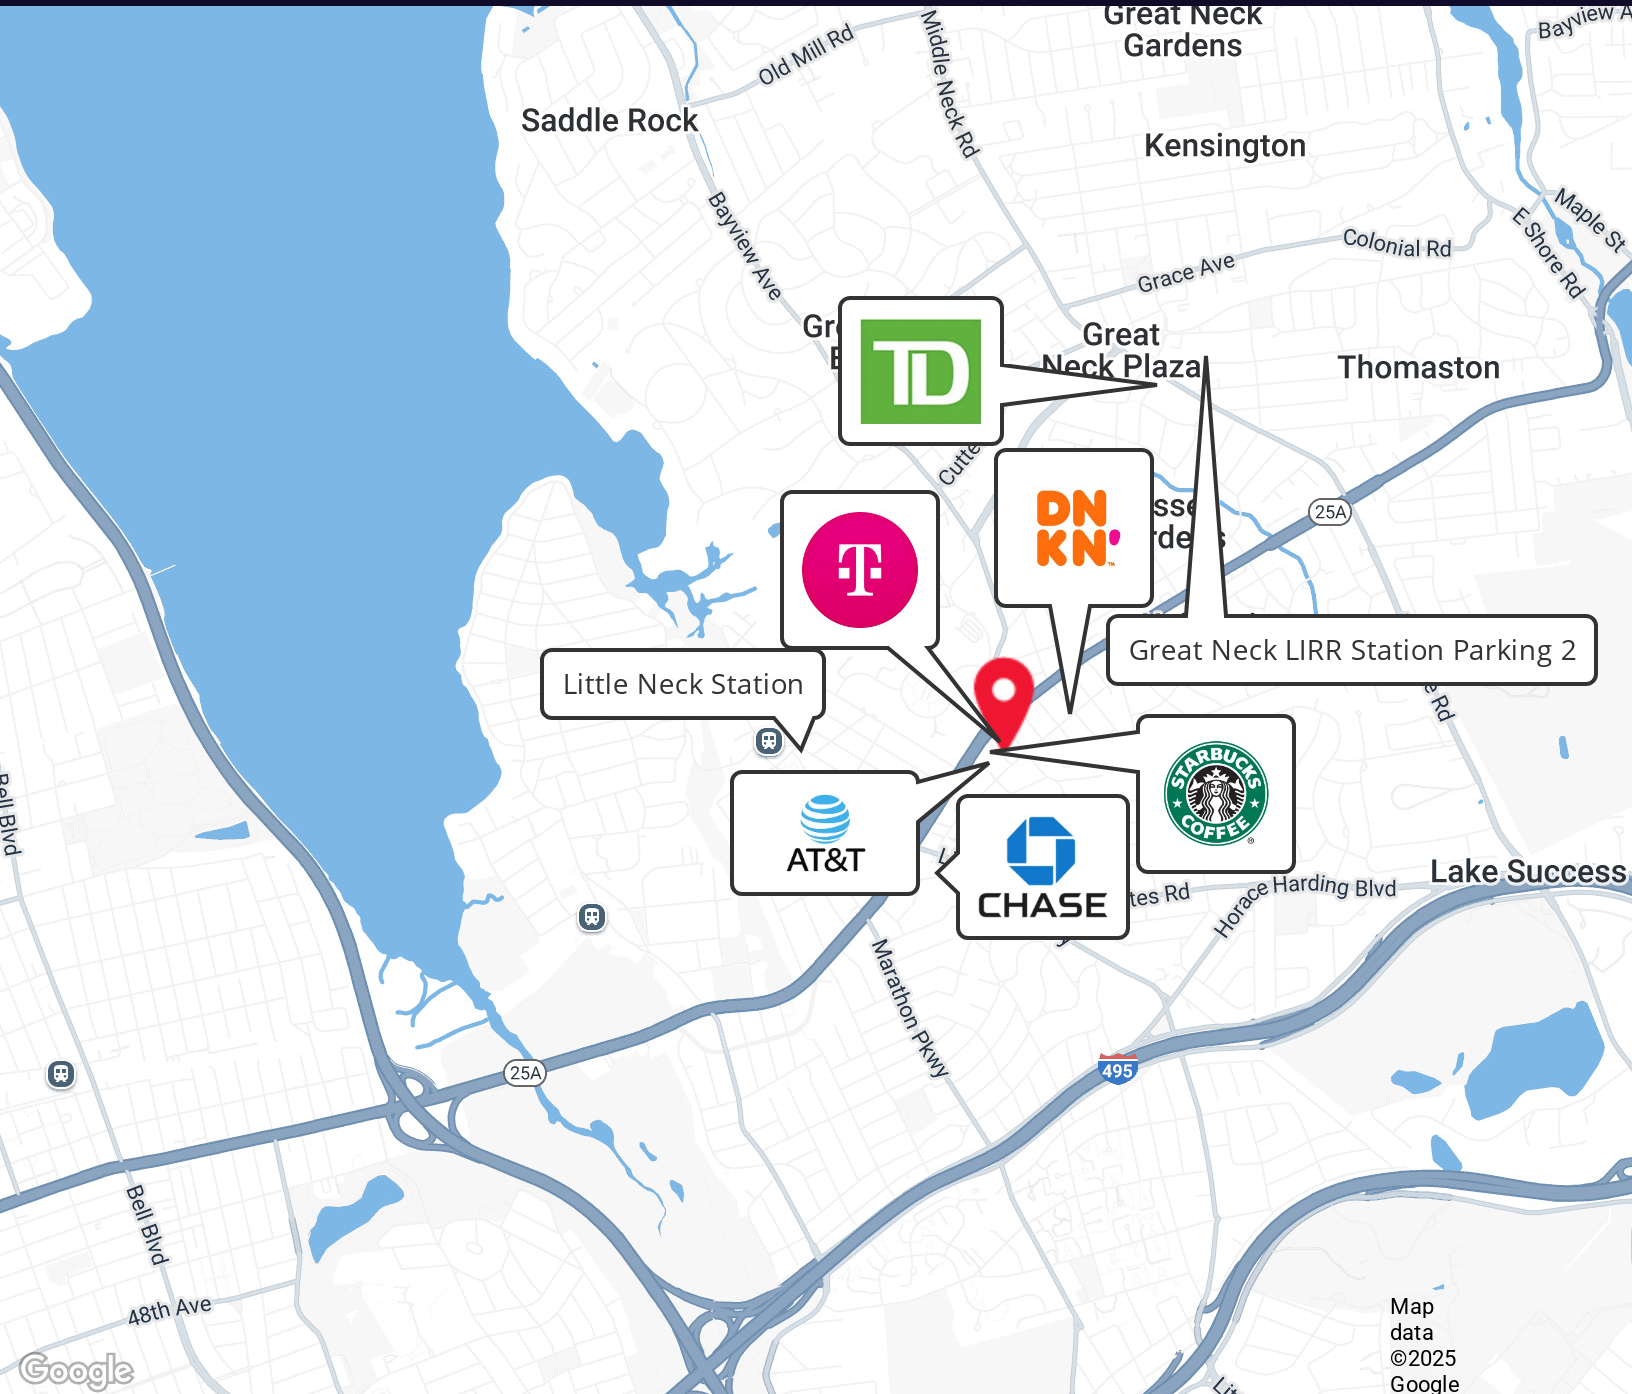 Great Neck
Gardens
Bayview
Old Mill Rd
Middle Neck Rd
Saddle Rock
Kensington
Maple St
Bayview Ave
E Shore Rd
Colonial Rd
Grace Ave
Great
Neck Plaza
Thomaston
TD
25A
DN
KN'
T
Great Neck LIRR Station Parking 2
Little Neck Station
Bell Blvd
AT&T
STARBUCKS
COFFEE
CHASE
Lake Success
Horace Harding Blvd
Marathon Pkwy
495
25A
Bell Blvd
48th Ave
Map
data
©2025
Google
Google